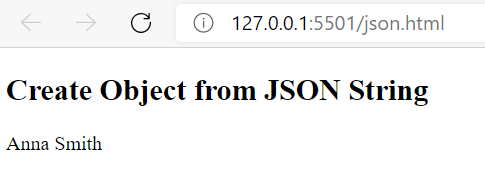 127.0.0.1:5501/json.html
Create Object from JSON String
Anna Smith